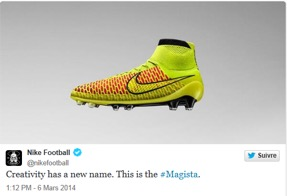 Nike Football
@nikefootball
Suivre
Creativity has a new name. This is the #Magista.
1:12 PM - 6 Mars 2014